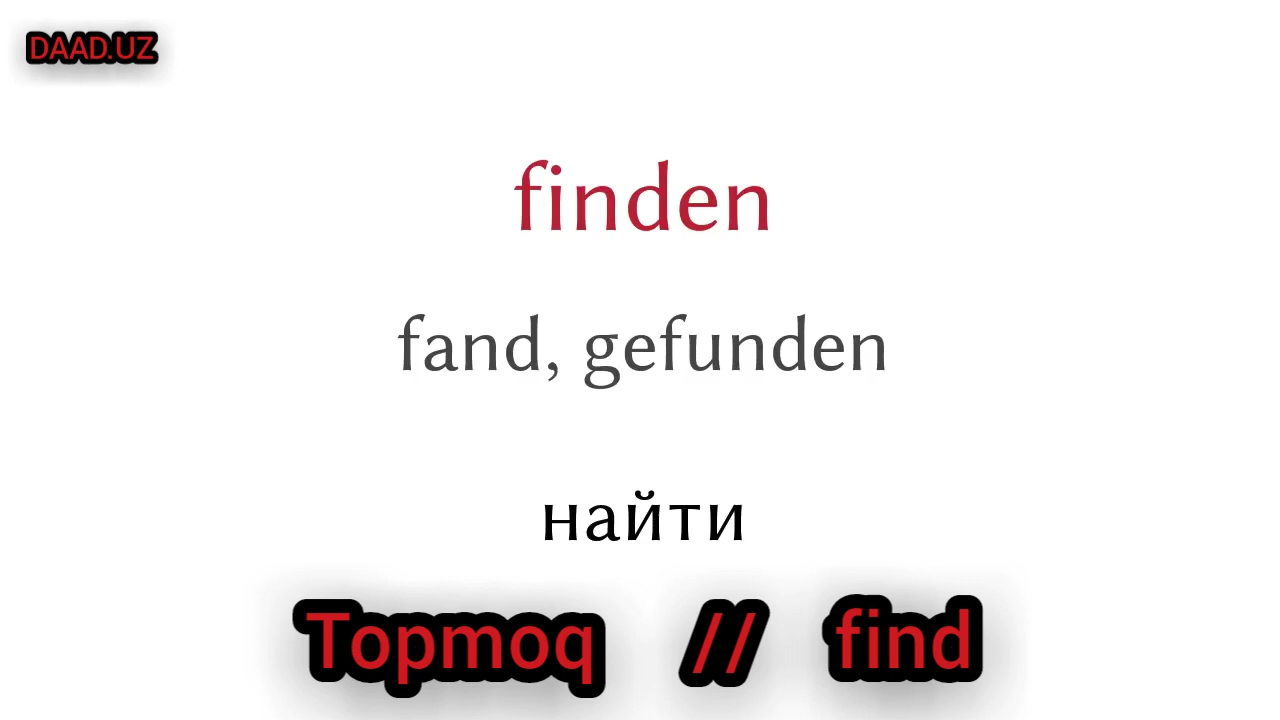 DAAD.UZ
finden
fand, gefunden
найти
Topmoq // find